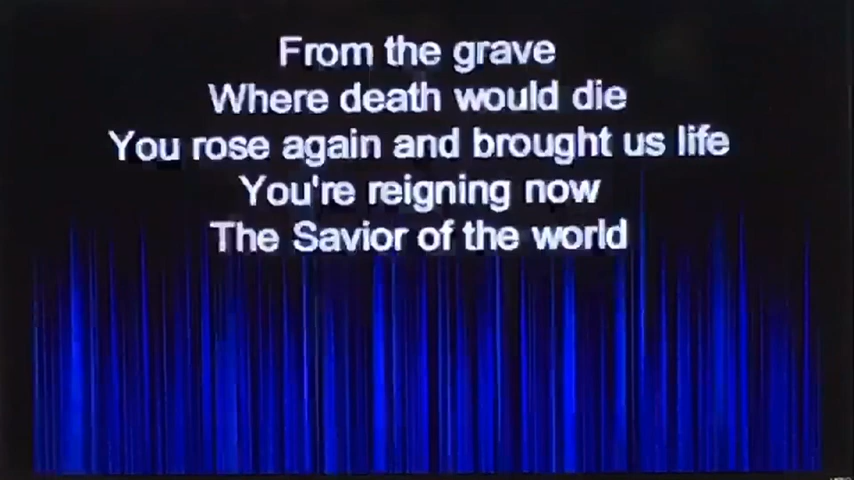 From the grave
Where death would die
You rose again and brought us life
You're reigning now
The Savior of the world